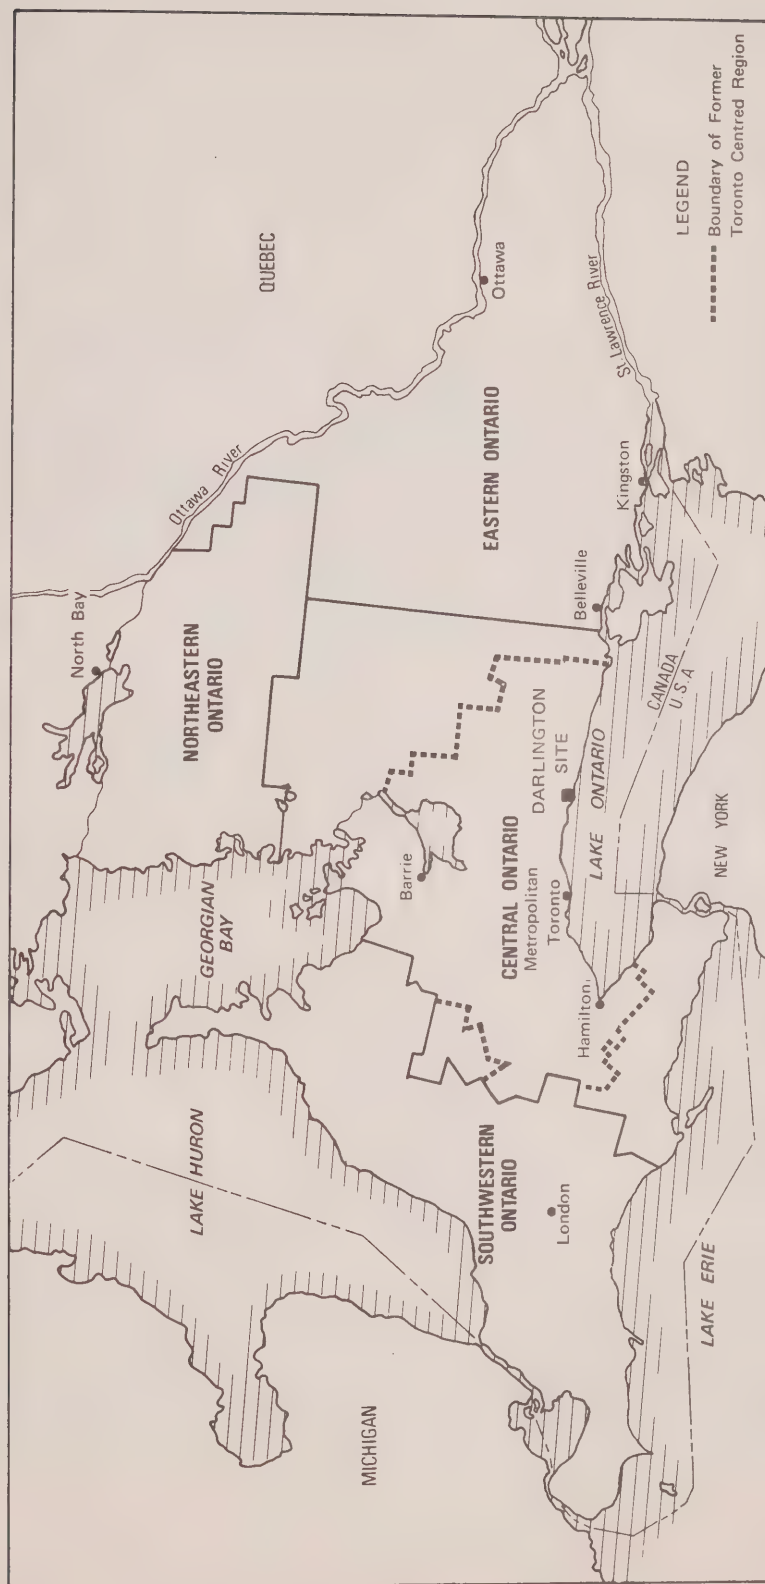 QUEBEC
Ottawa River
North Bay
NORTHEASTERN
ONTARIO
Ottawa
EASTERN ONTARIO
St. Lawrence River
Kingston
Belleville
GEORGIAN
BAY
Barrie
CENTRAL ONTARIO
Metropolitan
Toronto
DARLINGTON
SITE
LAKE ONTARIO
CANADA
U.S.A
NEW YORK
Hamilton
LAKE HURON
SOUTHWESTERN
ONTARIO
London
LAKE ERIE
MICHIGAN
LEGEND
Boundary of Former
Toronto Centred Region